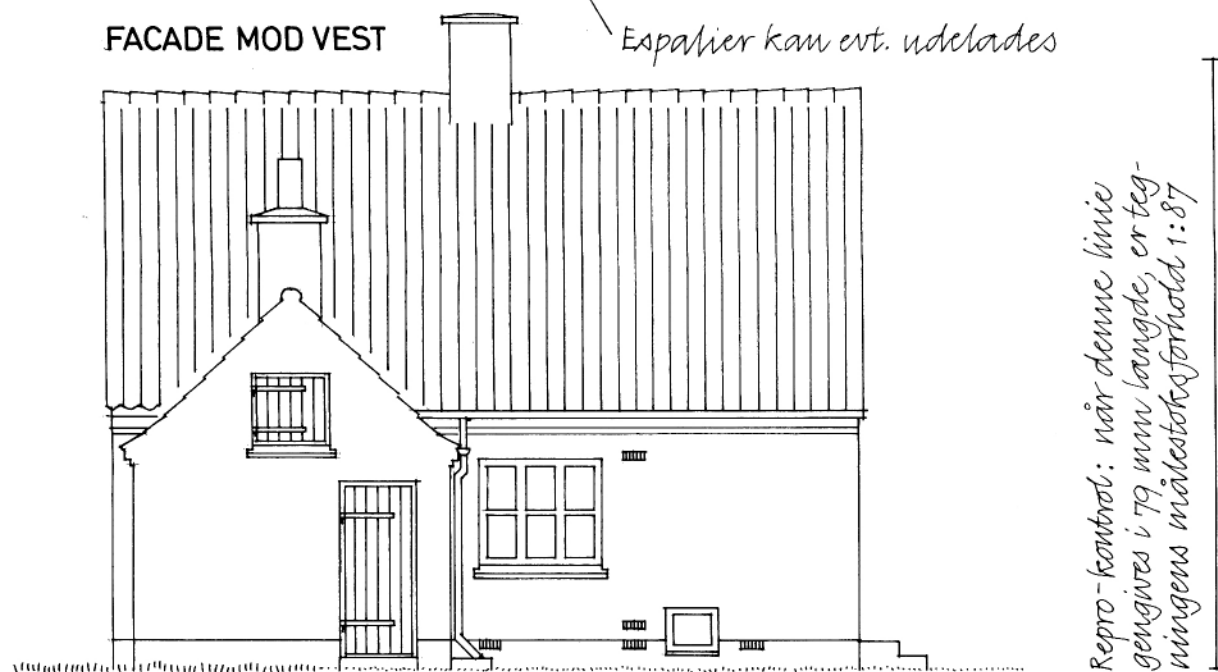 FACADE MOD VEST
Espalier kan evt. udelades
Repro-kontrol: når denne linie
gengives i 79 mm længde, er teg-
ningens målestoksforhold 1:87